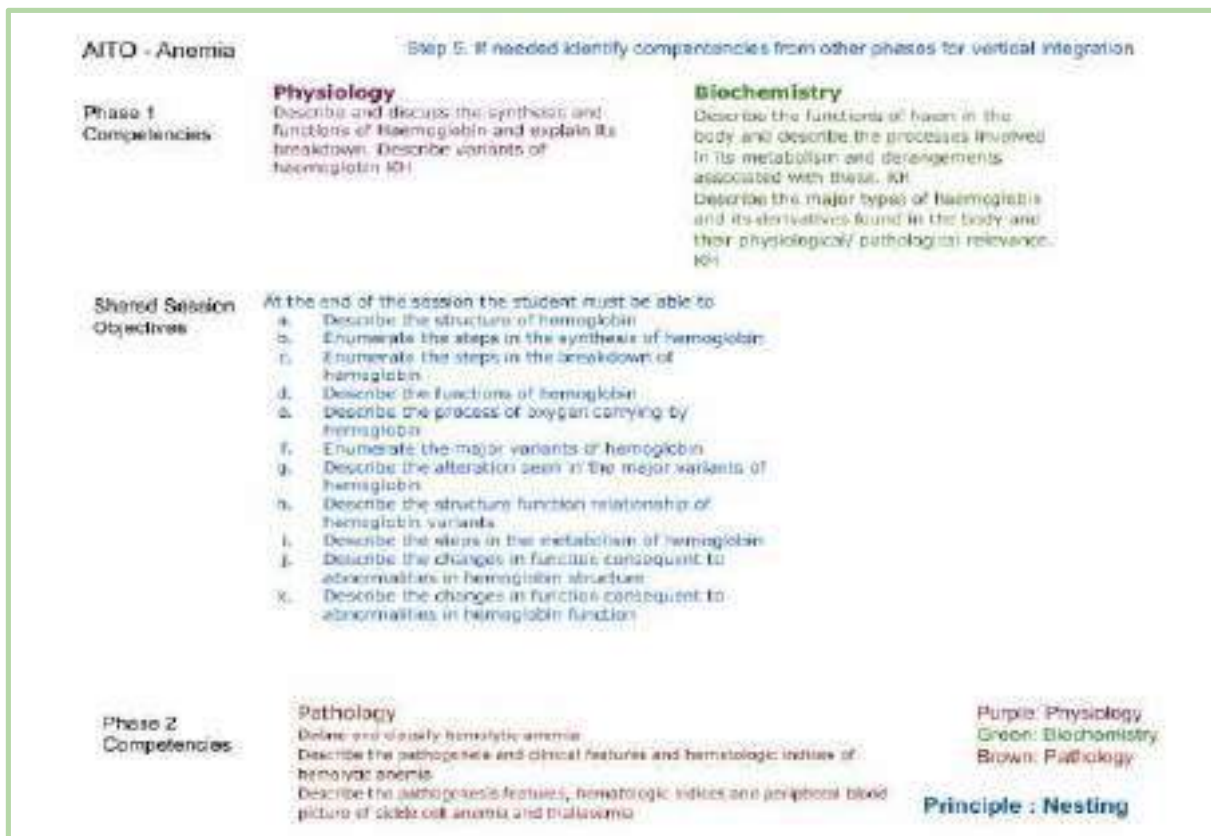 AITO - Anemia
Step 5. If needed identify compentencies from other phases for vertical integration
Phase 1
Competencies
Physiology
Describe and discuss the synthesis and
functions of Haemoglobin and explain its
breakdown. Describe variants of
haemoglobin KH
Biochemistry
Describe the functions of haem in the
body and describe the processes involved
in its metabolism and derangements
associated with these. KH
Describe the major types of haemoglobin
and its derivatives found in the body and
their physiological/ pathological relevance.
KH
Shared Session
Objectives
At the end of the session the student must be able to
a. Describe the structure of hemoglobin
b. Enumerate the steps in the synthesis of hemoglobin
c. Enumerate the steps in the breakdown of
hemoglobin
d. Describe the functions of hemoglobin
e. Describe the process of oxygen carrying by
hemoglobin
f. Enumerate the major variants of hemoglobin
g. Describe the alteration seen in the major variants of
hemoglobin
h. Describe the structure function relationship of
hemoglobin variants
i. Describe the steps in the metabolism of hemoglobin
j. Describe the changes in function consequent to
abnormalities in hemoglobin structure
k. Describe the changes in function consequent to
abnormalities in hemoglobin function
Phase 2
Competencies
Pathology
Define and classify hemolytic anemia
Describe the pathogenesis and clinical features and hematologic indices of
hemolytic anemia
Describe the pathogenesis features, hematologic indices and peripheral blood
picture of sickle cell anemia and thallasemia
Purple: Physiology
Green: Biochemistry
Brown: Pathology
Principle : Nesting